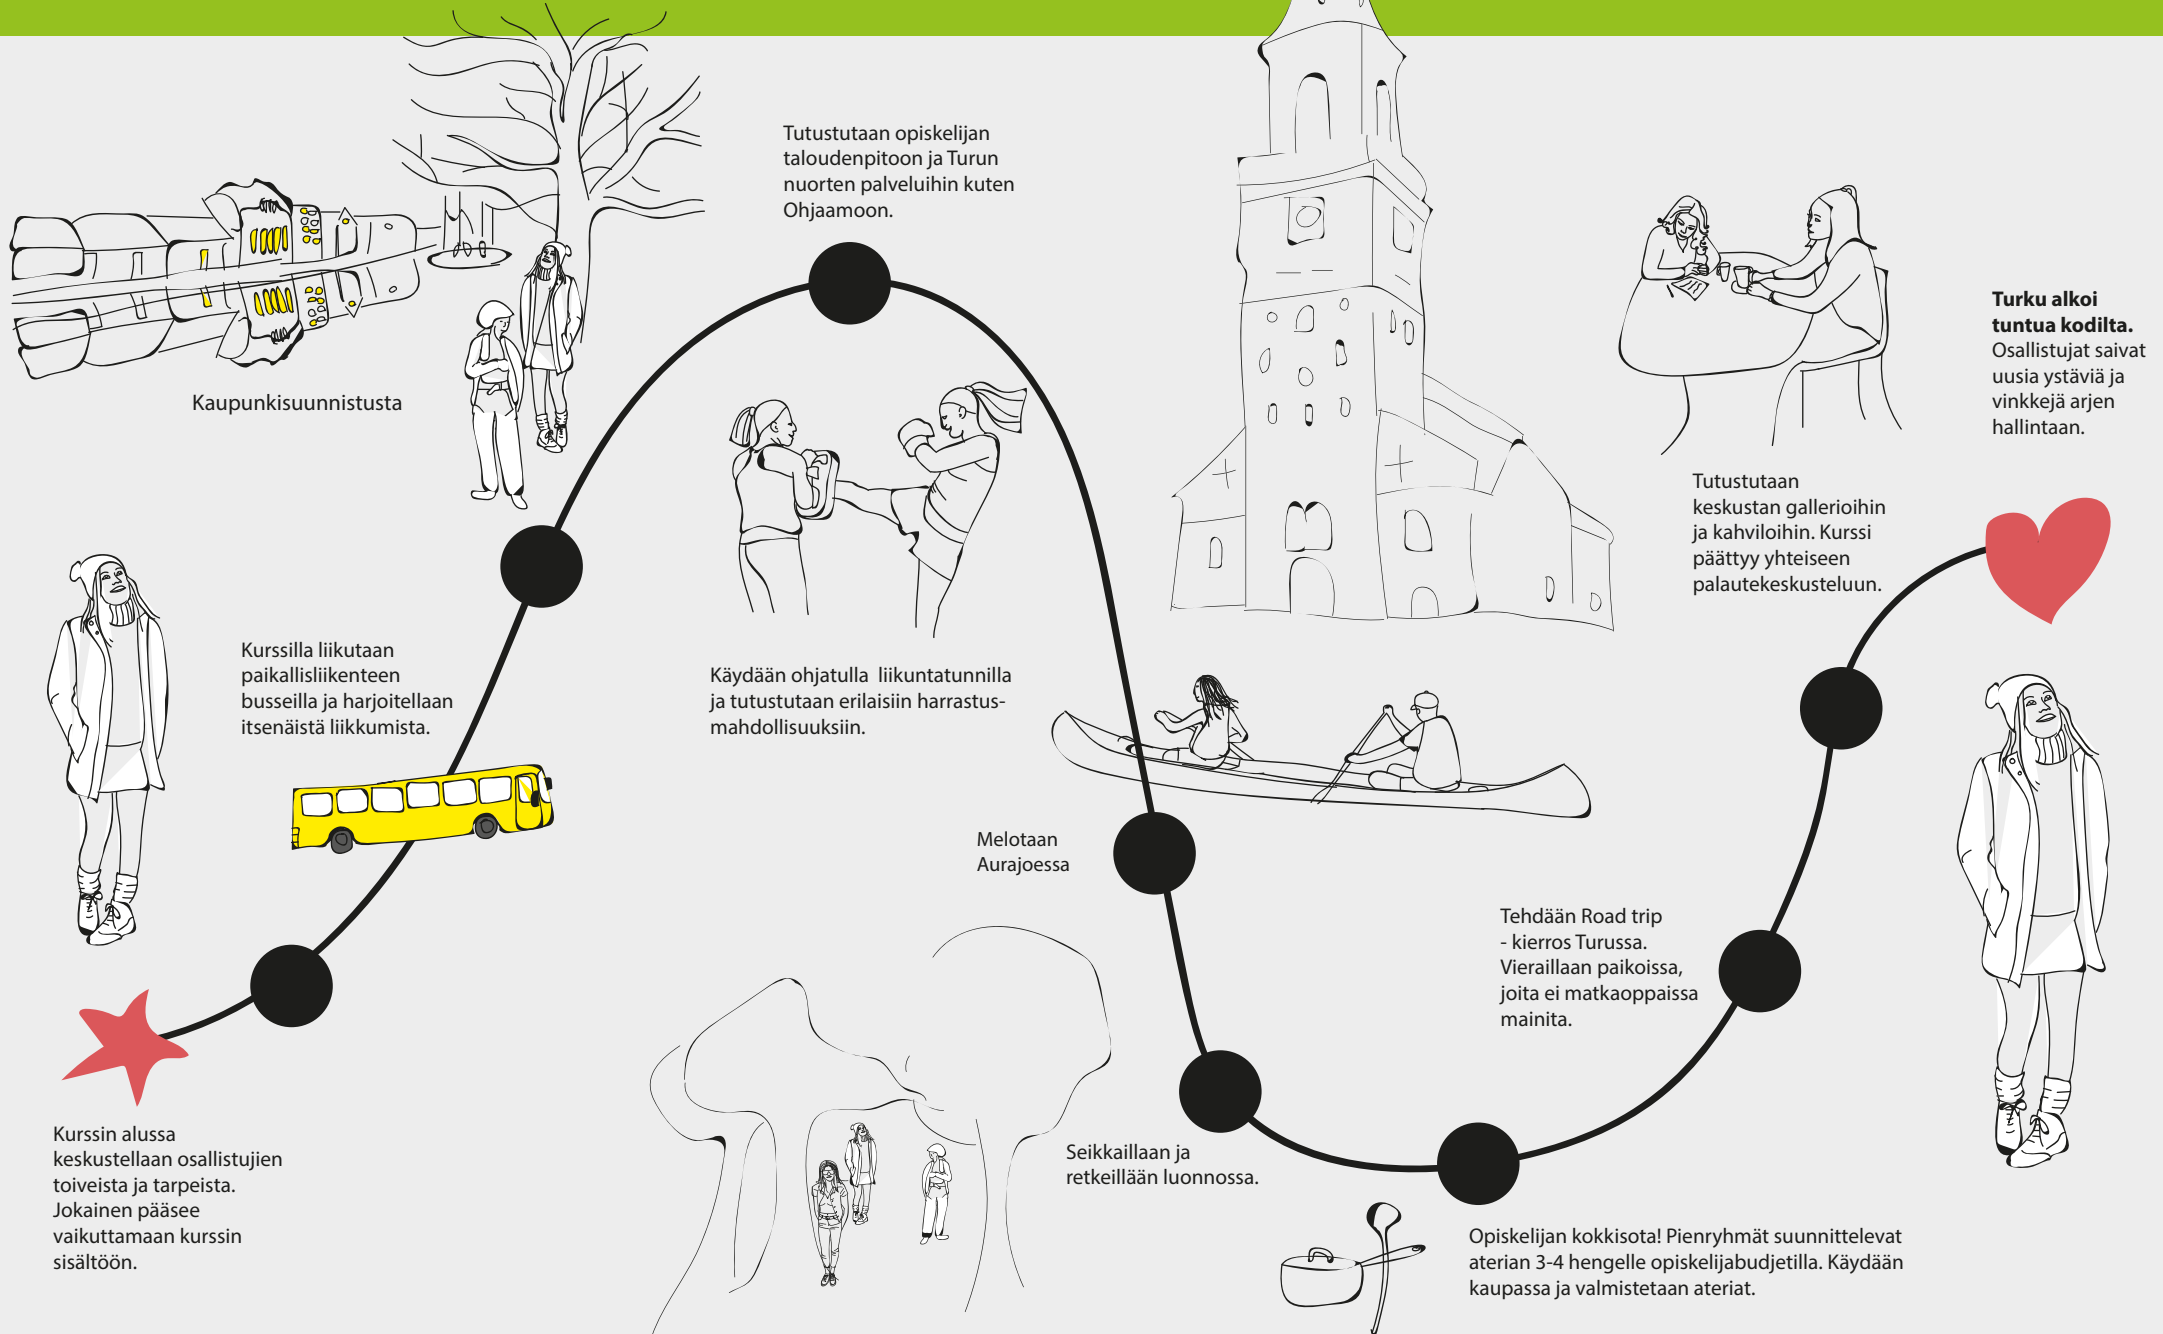 Kurssin alussa
keskustellaan osallistujien
toiveista ja tarpeista.
Jokainen pääsee
vaikuttamaan kurssin
sisältöön.
Kurssilla liikutaan
paikallisliikenteen
busseilla ja harjoitellaan
itsenäistä liikkumista.
Kaupunkisuunnistusta
Tutustutaan opiskelijan
taloudenpitoon ja Turun
nuorten palveluihin kuten
Ohjaamoon.
Käydään ohjatulla liikuntatunnilla
ja tutustutaan erilaisiin harrastus-
mahdollisuuksiin.
Melotaan
Aurajoessa
Seikkaillaan ja
retkeillään luonnossa.
Opiskelijan kokkisota! Pienryhmät suunnittelevat
aterian 3-4 hengelle opiskelijabudjetilla. Käydään
kaupassa ja valmistetaan ateriat.
Tehdään Road trip
- kierros Turussa.
Vieraillaan paikoissa,
joita ei matkaoppaissa
mainita.
Tutustutaan
keskustan gallerioihin
ja kahviloihin. Kurssi
päättyy yhteiseen
palautekeskusteluun.
Turku alkoi
tuntua kodilta.
Osallistujat saivat
uusia ystäviä ja
vinkkejä arjen
hallintaan.